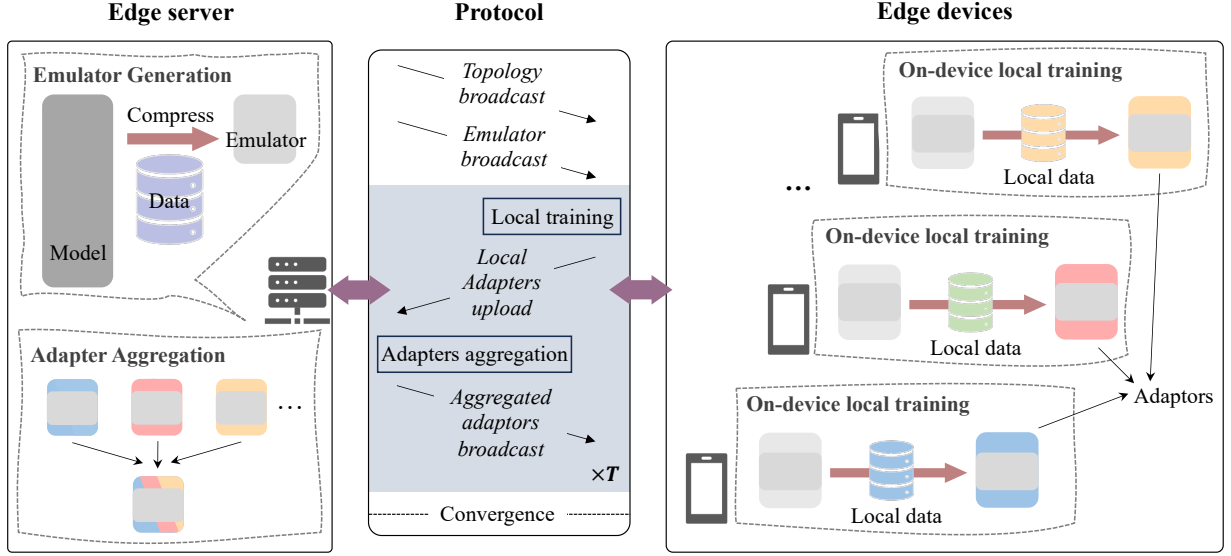 Edge server
Emulator Generation
Compress
Emulator
Data
Model
Adapter Aggregation
...
Protocol
Topology
broadcast
Emulator
broadcast
Local training
Local
Adapters
upload
Adapters aggregation
Aggregated
adaptors
broadcast
×T
Convergence
Edge devices
On-device local training
Local data
...
On-device local training
Local data
Adaptors
On-device local training
Local data